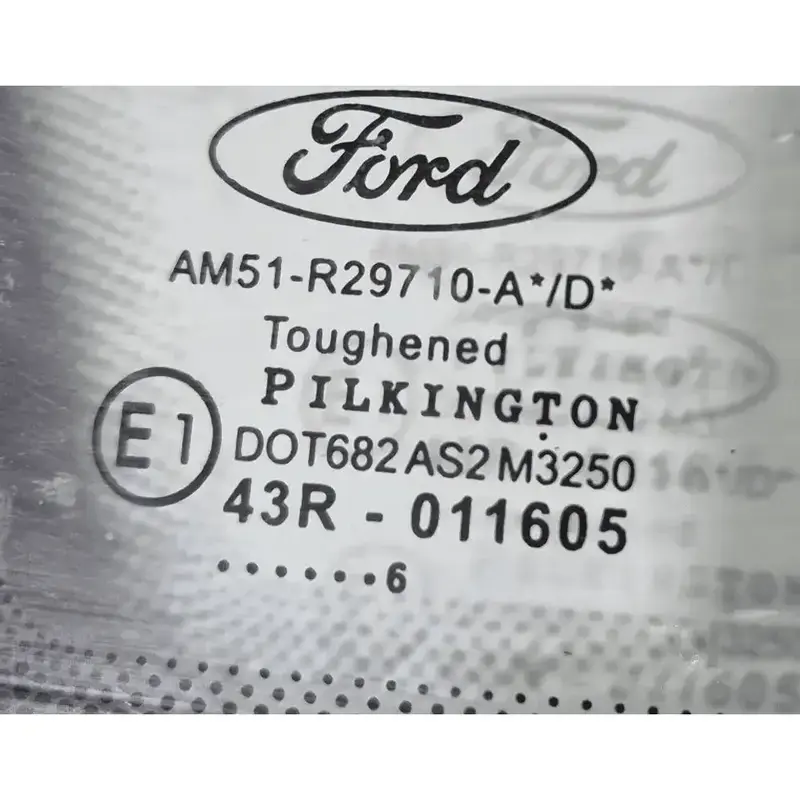 Ford
AM51-R29710-A*/D*
Toughened
PILKINGTON
E1
DOT682 AS2 M3250
43R - 011605
.......6